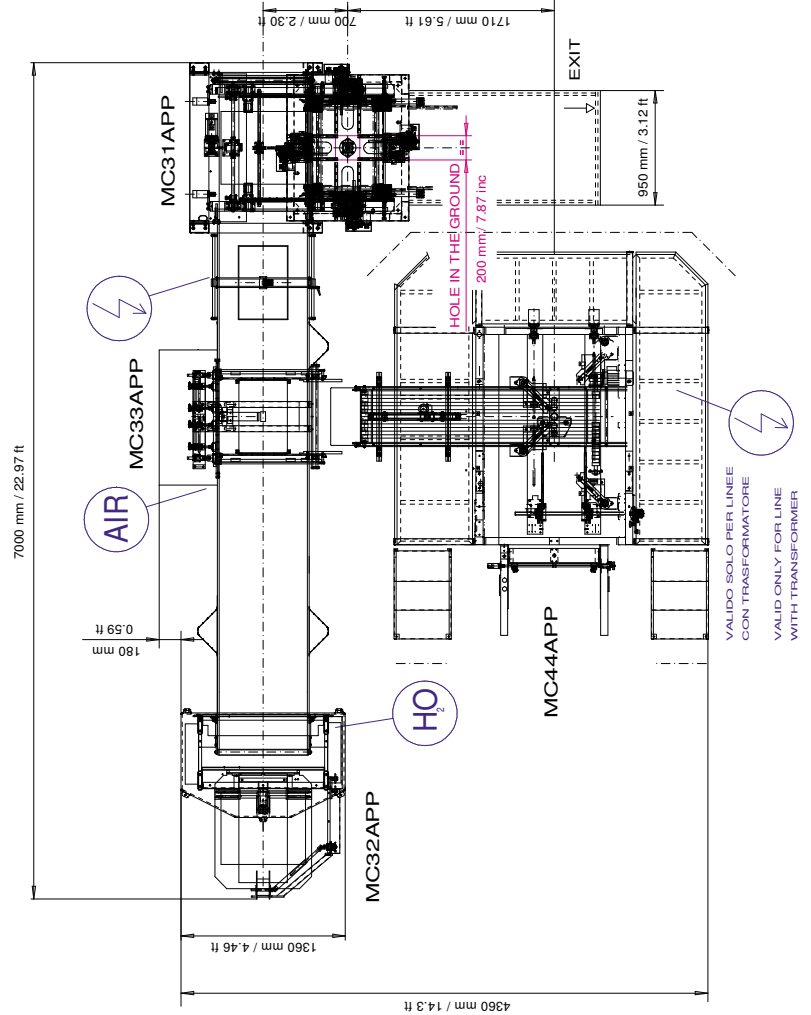 700 mm / 2.30 ft
1710 mm / 5.61 ft
EXIT
MC31APP
950 mm / 3.12 ft
HOLE IN THE GROUND
==
200 mm/ 7.87 inc
7000 mm / 22.97 ft
MC33APP
AIR
180 mm
0.59 ft
HO
2
MC32APP
1360 mm / 4.46 ft
4360 mm / 14.3 ft
MC44APP
VALIDO SOLO PER LINEE
CON TRASFORMATORE
VALID ONLY FOR LINE
WITH TRANSFORMER